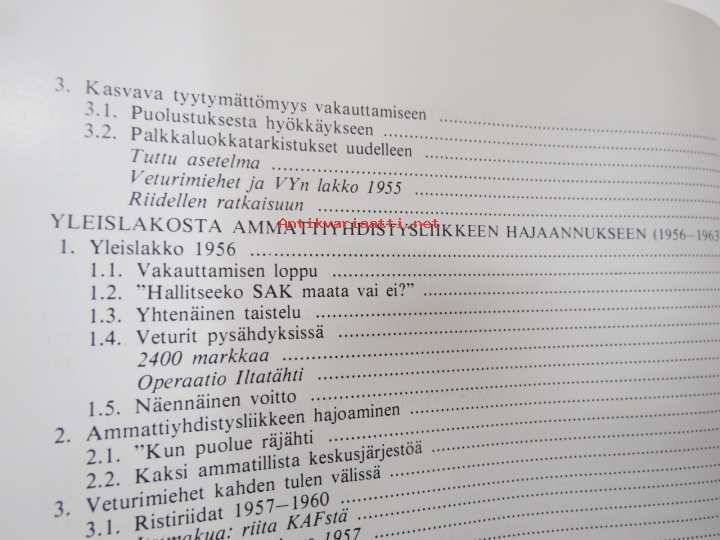 3. Kasvava tyytymättömyys vakauttamiseen
3.1. Puolustuksesta hyökkäykseen
3.2. Palkkaluokkatarkistukset uudelleen
Tuttu asetelma
Veturimiehet ja VYn lakko 1955
Riidellen ratkaisuun
Antikvariaatti.net
YLEISLAKOSTA AMMATTIYHDISTYSLIIKKEEN HAJAANNUKSEEN (1956–1963
1. Yleislakko 1956
1.1. Vakauttamisen loppu
1.2. ”Hallitseeko SAK maata vai ei?”
1.3. Yhtenäinen taistelu
1.4. Veturit pysähdyksissä
2400 markkaa
Operaatio Iltatähti
1.5. Näennäinen voitto
2. Ammattiyhdistysliikkeen hajoaminen
2.1. ”Kun puolue räjähti
2.2. Kaksi ammatillista keskusjärjestöä
3. Veturimiehet kahden tulen välissä
3.1. Ristiriidat 1957–1960
riita KAFstä
1957